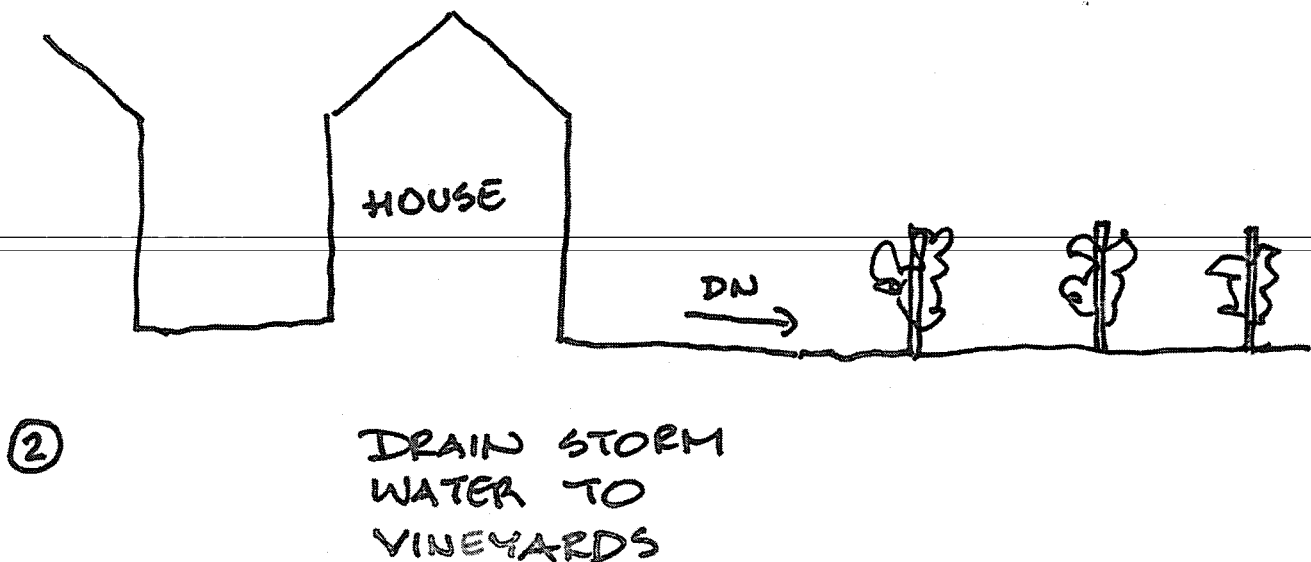 HOUSE
DN
2
DRAIN STORM
WATER TO
VINEYARDS